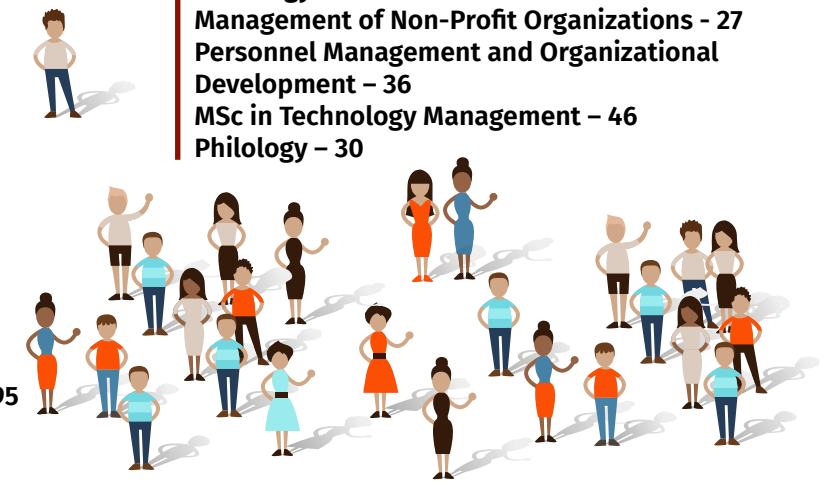 Management of Non-Profit Organizations - 27
Personnel Management and Organizational
Development – 36
MSc in Technology Management – 46
Philology – 30
95